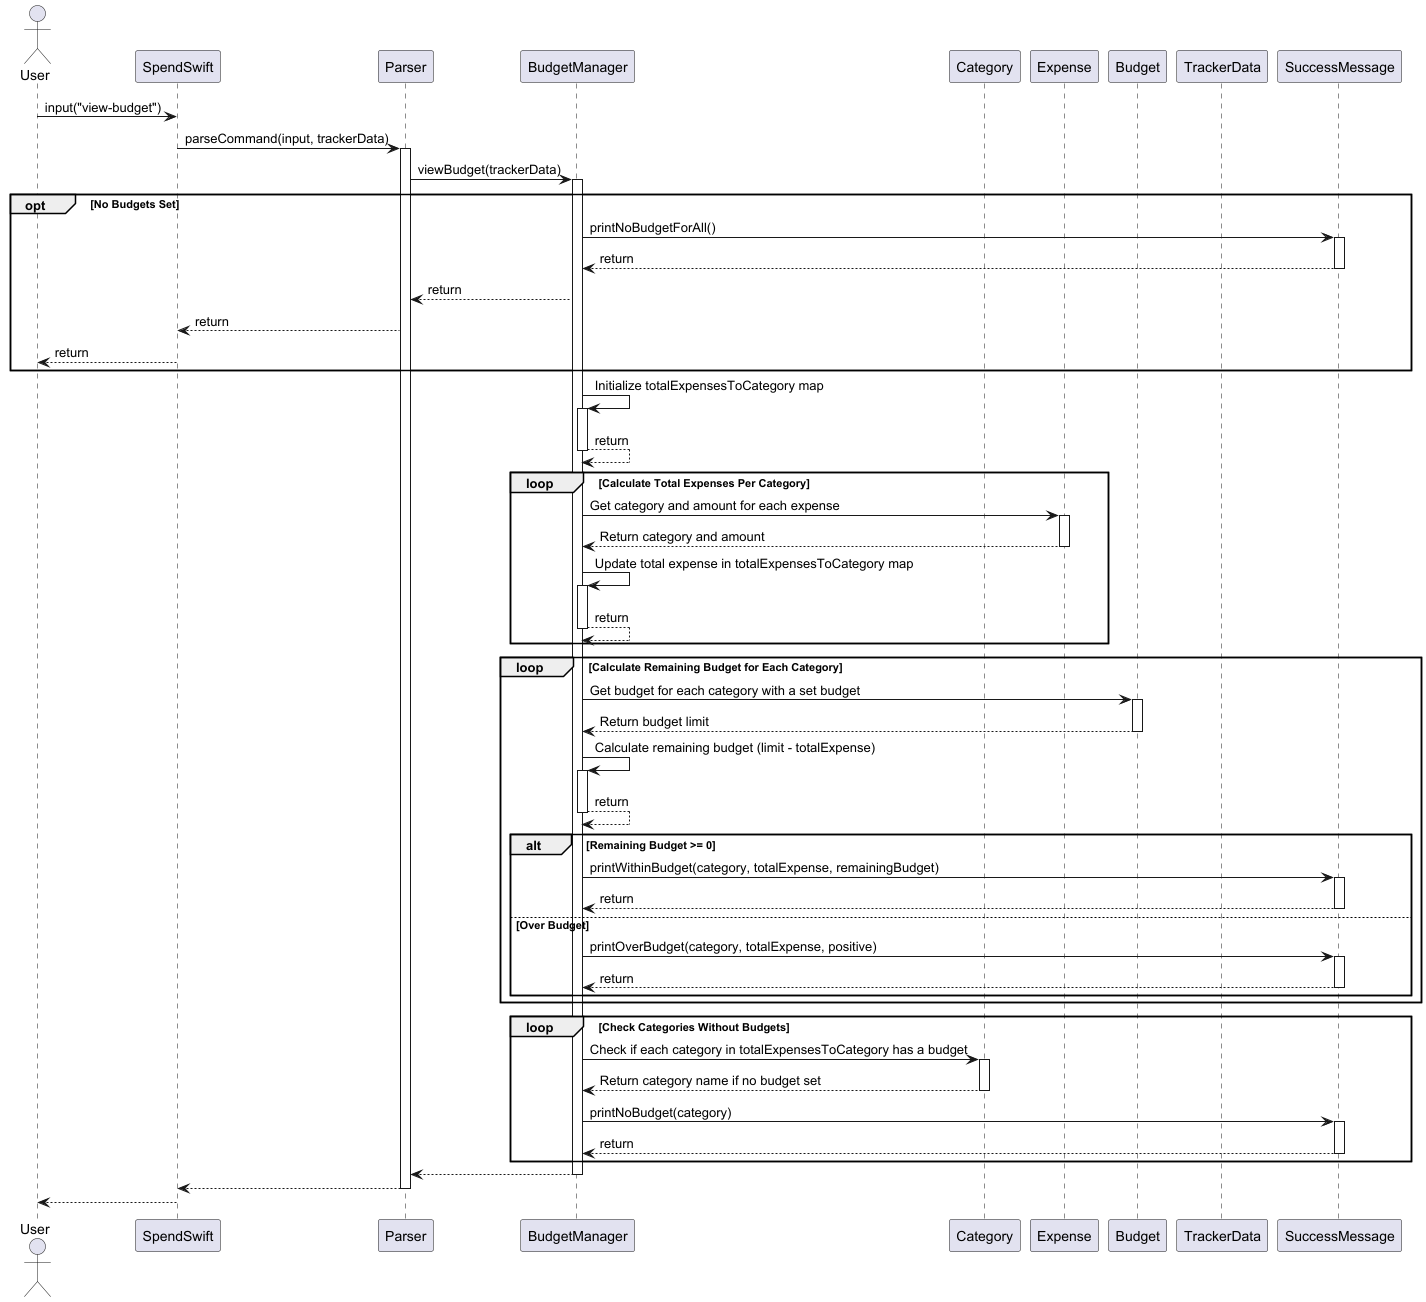 User
SpendSwift
Parser
BudgetManager
Category
Expense
Budget
TrackerData
SuccessMessage
input("view-budget")
parseCommand(input, trackerData)
viewBudget(trackerData)
opt
[No Budgets Set]
printNoBudgetForAll()
return
return
return
return
Initialize totalExpensesToCategory map
return
loop
[Calculate Total Expenses Per Category]
Get category and amount for each expense
Return category and amount
Update total expense in totalExpensesToCategory map
return
loop
[Calculate Remaining Budget for Each Category]
Get budget for each category with a set budget
Return budget limit
Calculate remaining budget (limit - totalExpense)
return
alt
[Remaining Budget >= 0]
printWithinBudget(category, totalExpense, remainingBudget)
return
[Over Budget]
printOverBudget(category, totalExpense, positive)
return
loop
[Check Categories Without Budgets]
Check if each category in totalExpensesToCategory has a budget
Return category name if no budget set
printNoBudget(category)
return
User
SpendSwift
Parser
BudgetManager
Category
Expense
Budget
TrackerData
SuccessMessage